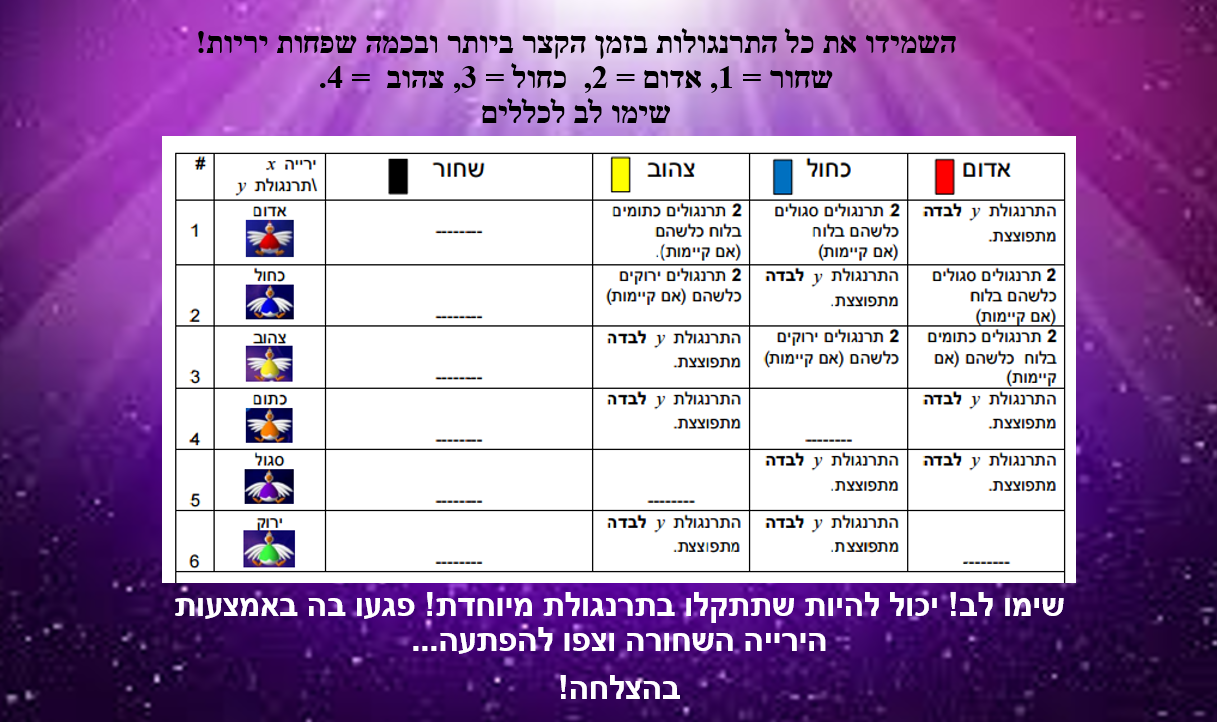 השמידו את כל התרנגולות בזמן הקצר ביותר ובכמה שפחות יריות!
שחור = 1, אדום = 2, כחול = 3, צהוב = 4.
שימו לב לכללים
# ירייה x \תרנגולת y שחור צהוב כחול אדום
1 אדום -------- 2 תרנגולים כתומים בלוח כלשהם (אם קיימות). 2 תרנגולים סגולים כלשהם בלוח (אם קיימות) התרנגולת y לבדה מתפוצצת.
2 כחול -------- 2 תרנגולים ירוקים כלשהם (אם קיימות) התרנגולת y לבדה מתפוצצת. 2 תרנגולים סגולים כלשהם בלוח (אם קיימות)
3 צהוב -------- התרנגולת y לבדה מתפוצצת. 2 תרנגולים ירוקים כלשהם (אם קיימות) 2 תרנגולים כתומים בלוח כלשהם (אם קיימות)
4 כתום -------- התרנגולת y לבדה מתפוצצת. -------- התרנגולת y לבדה מתפוצצת.
5 סגול -------- -------- התרנגולת y לבדה מתפוצצת. התרנגולת y לבדה מתפוצצת.
6 ירוק -------- התרנגולת y לבדה מתפוצצת. התרנגולת y לבדה מתפוצצת. --------
שימו לב! יכול להיות שתתקלו בתרנגולת מיוחדת! פגעו בה באמצעות
הירייה השחורה וצפו להפתעה...
בהצלחה!